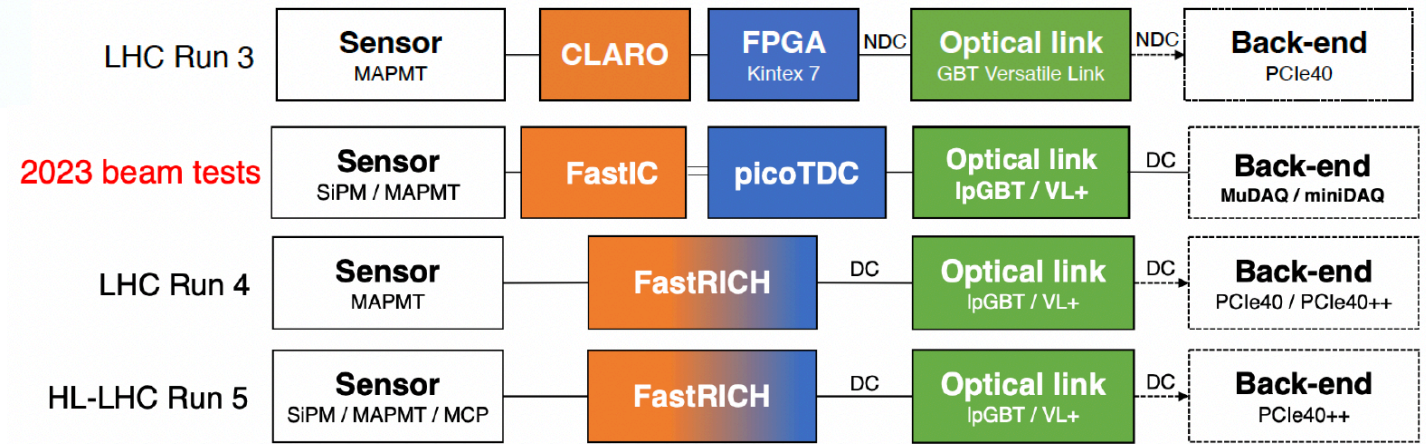 LHC Run 3
Sensor
MAPMT
CLARO
FPGA
Kintex 7
NDC
Optical link
GBT Versatile Link
NDC
Back-end
PCIe40
2023 beam tests
Sensor
SiPM / MAPMT
FastIC
picoTDC
Optical link
lpGBT / VL+
DC
Back-end
MuDAQ / miniDAQ
LHC Run 4
Sensor
MAPMT
FastRICH
DC
Optical link
lpGBT / VL+
DC
Back-end
PCIe40 / PCIe40++
HL-LHC Run 5
Sensor
SiPM / MAPMT / MCP
FastRICH
DC
Optical link
lpGBT / VL+
DC
Back-end
PCIe40++